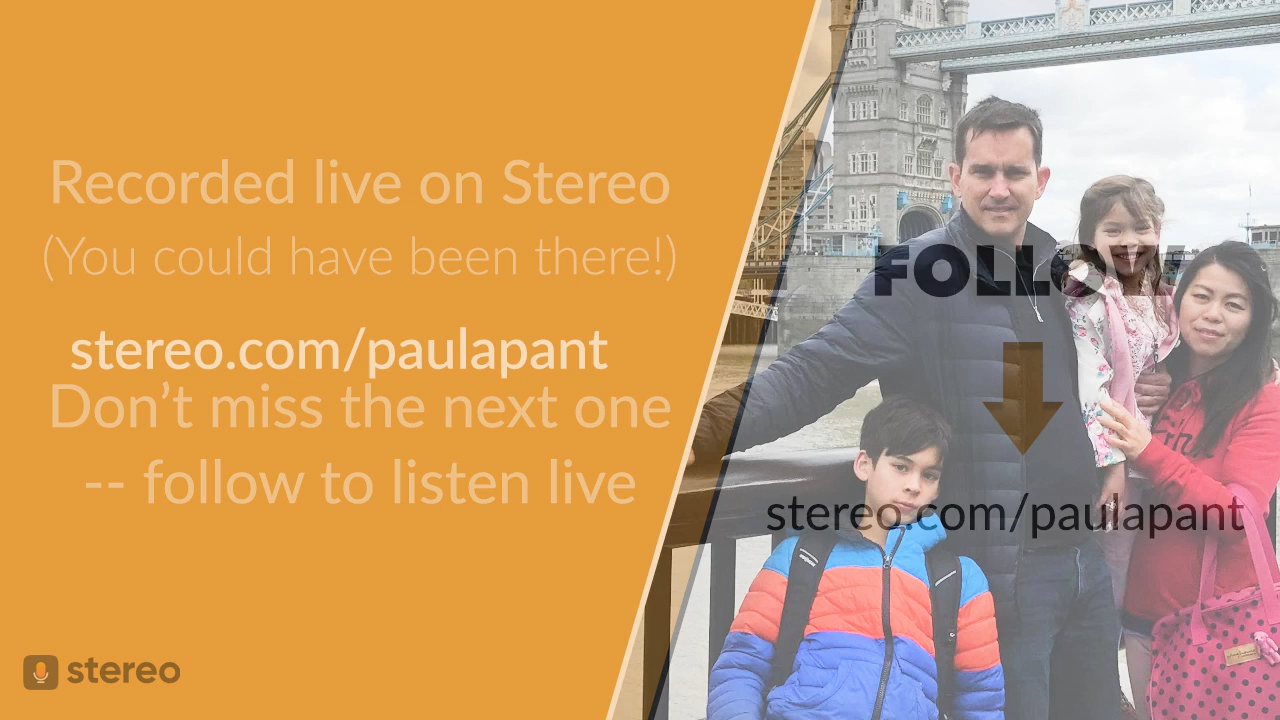 Recorded live on Stereo
(You could have been there!)
stereo.com/paulapant
Don't miss the next one
-- follow to listen live
stereo
FOLLOW
stereo.com/paulapant